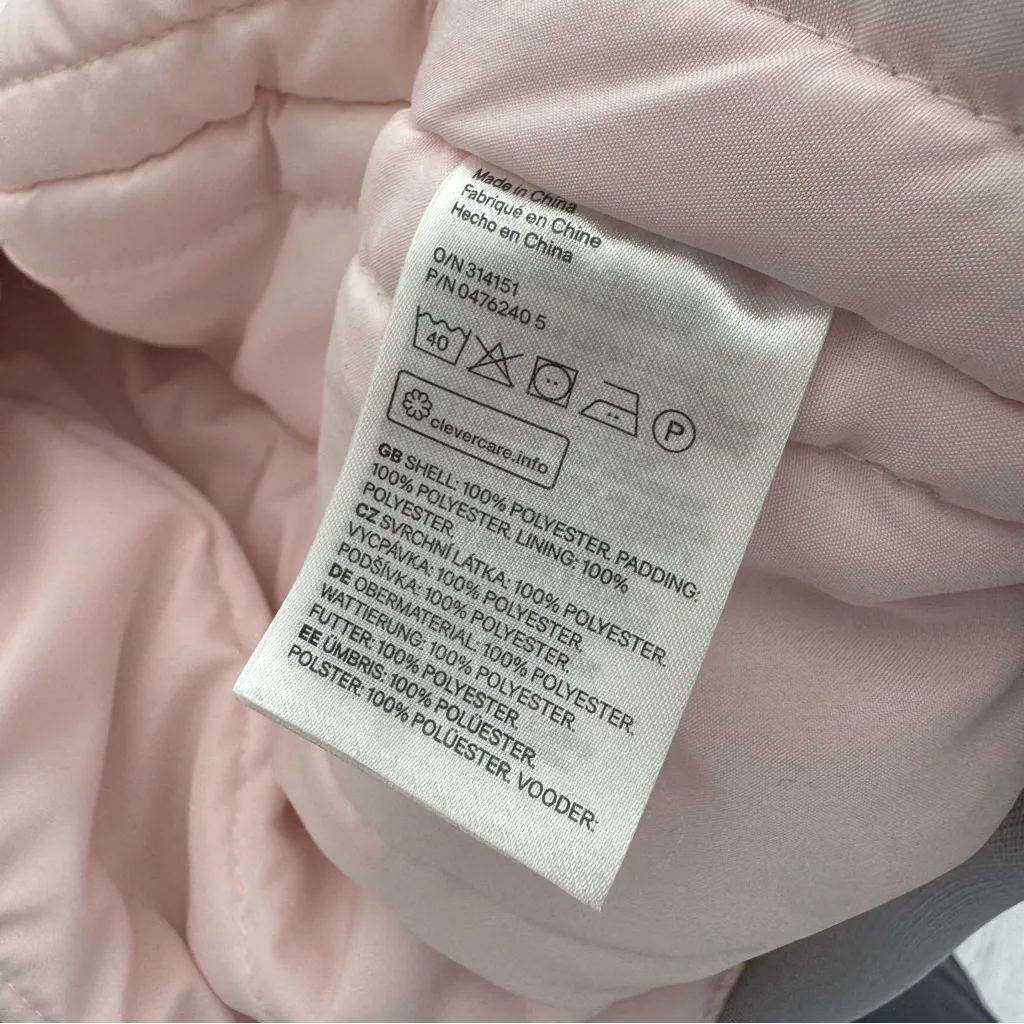 Made in China
Fabriqué en Chine
Hecho en China
O/N 314151
P/N 0476240 5
40
P
clevercare.info
GB SHELL: 100% POLYESTER. PADDING:
100% POLYESTER. LINING: 100%
POLYESTER.
CZ SVRCHNÍ LÁTKA: 100% POLYESTER.
VYCPÁVKA: 100% POLYESTER.
PODŠÍVKA: 100% POLYESTER.
DE OBERMATERIAL: 100% POLYESTER.
WATTIERUNG: 100% POLYESTER.
FUTTER: 100% POLYESTER.
EE ÜMBRIS: 100% POLÜESTER.
POLSTER: 100% POLÜESTER. VOODER: